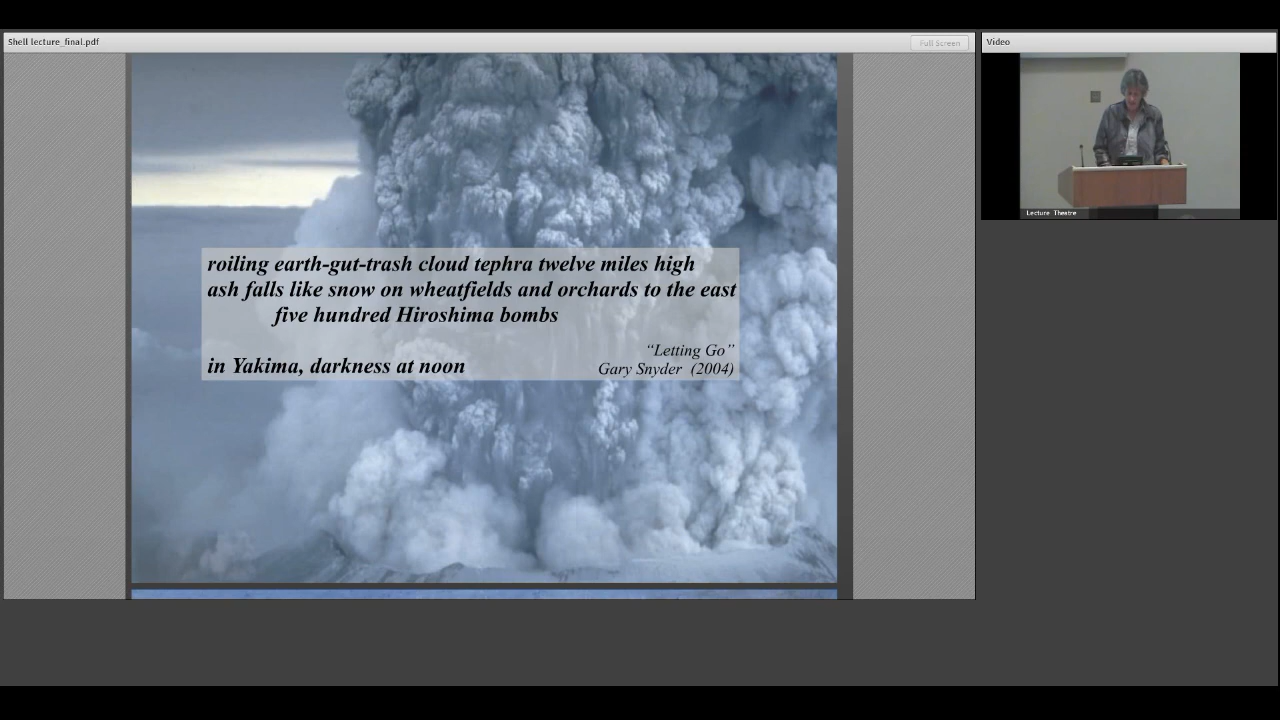 Shell lecture_final.pdf
Full Screen
Video
Lecture Theatre
roiling earth-gut-trash cloud tephra twelve miles high
ash falls like snow on wheatfields and orchards to the east
five hundred Hiroshima bombs
“Letting Go”
in Yakima, darkness at noon
Gary Snyder (2004)